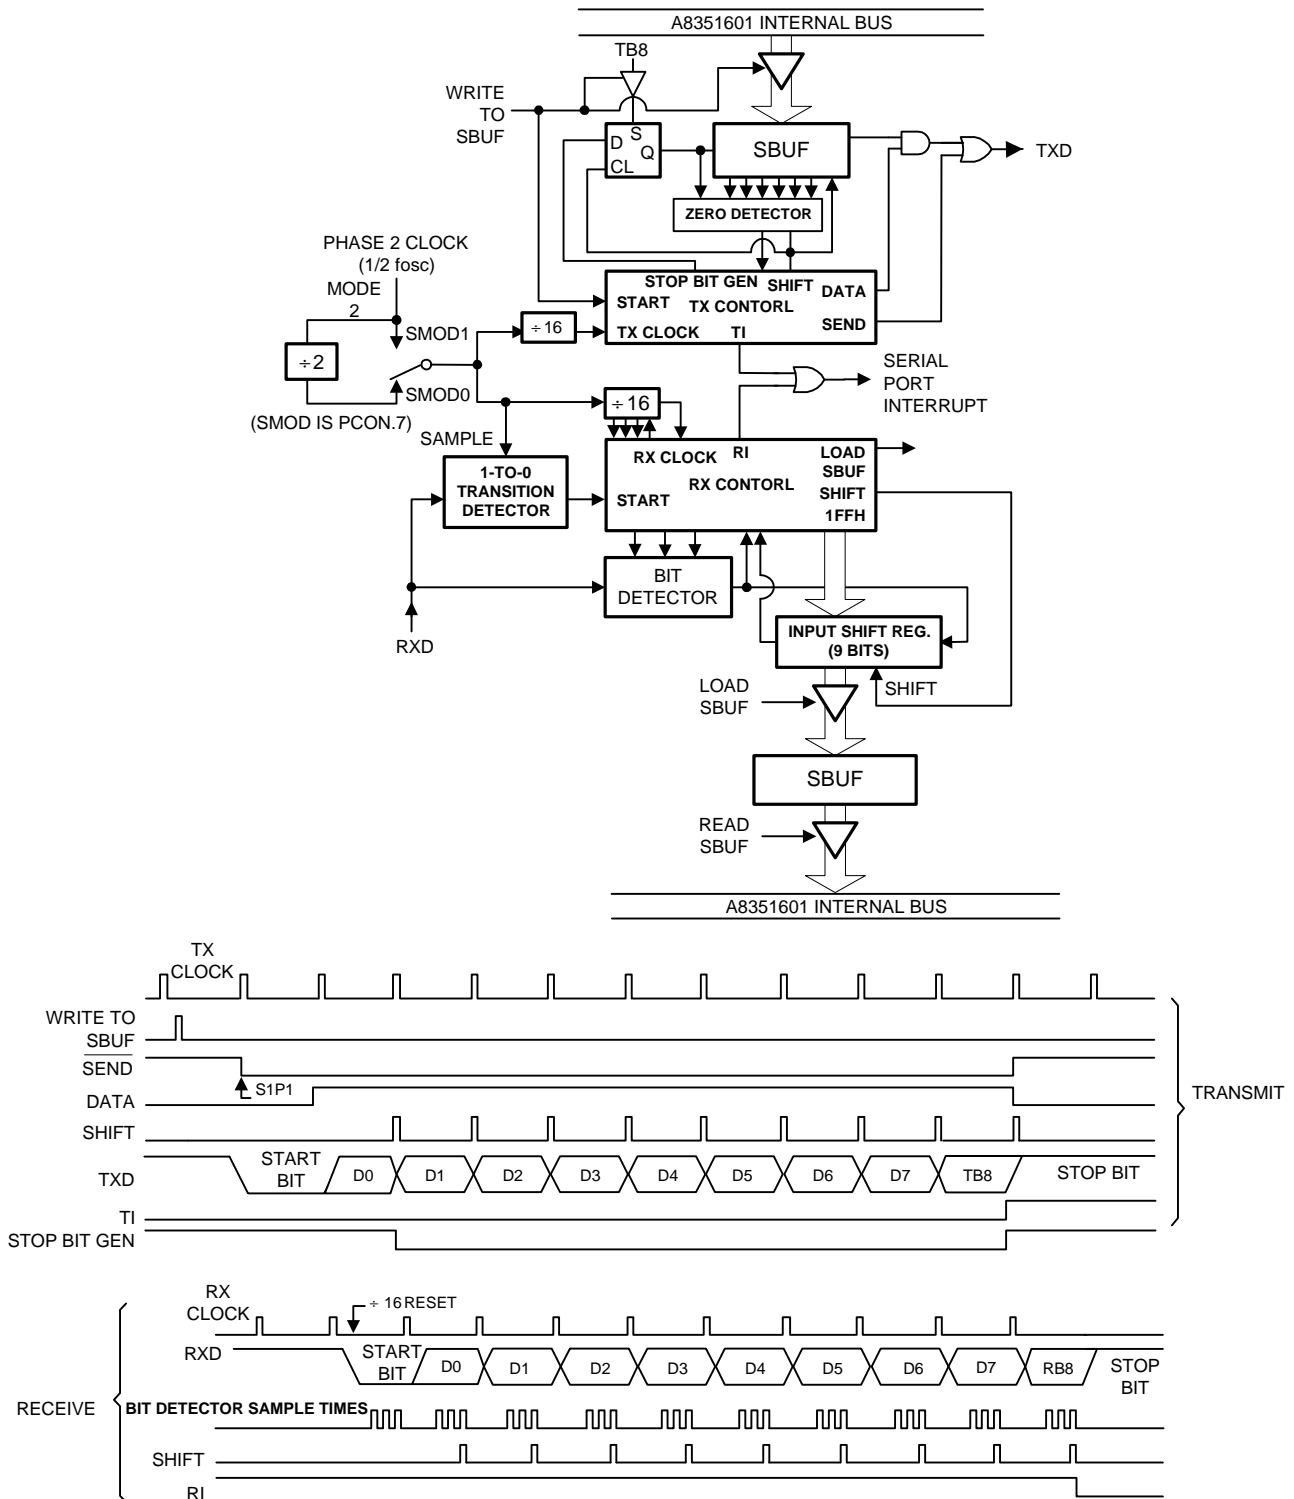 A8351601 INTERNAL BUS
TB8
WRITE
TO
SBUF
D
S
Q
CL
SBUF
TXD
ZERO DETECTOR
PHASE 2 CLOCK
(1/2 fosc)
MODE
2
STOP BIT GEN
SHIFT
DATA
START
TX CONTORL
SEND
TX CLOCK
TI
÷16
SMOD1
÷2
SMOD0
(SMOD IS PCON.7)
SERIAL
PORT
INTERRUPT
÷16
SAMPLE
1-TO-0
TRANSITION
DETECTOR
RX CLOCK
RI
LOAD
SBUF
RX CONTORL
START
SHIFT
1FFH
BIT
DETECTOR
RXD
INPUT SHIFT REG.
(9 BITS)
LOAD
SBUF
SHIFT
SBUF
READ
SBUF
A8351601 INTERNAL BUS
TX
CLOCK
WRITE TO
SBUF
SEND
S1P1
DATA
TRANSMIT
SHIFT
TXD
START
BIT
D0 D1 D2 D3 D4 D5 D6 D7 TB8 STOP BIT
TI
STOP BIT GEN
RX
CLOCK
÷ 16 RESET
RXD
START
BIT
D0 D1 D2 D3 D4 D5 D6 D7 RB8
STOP
BIT
RECEIVE
BIT DETECTOR SAMPLE TIMES
SHIFT
RI